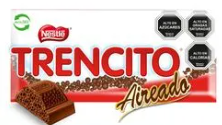 Nestlé
ALTO EN AZÚCARES
ALTO EN GRASAS SATURADAS
ALTO EN CALORÍAS
TRENCITO
Aireado